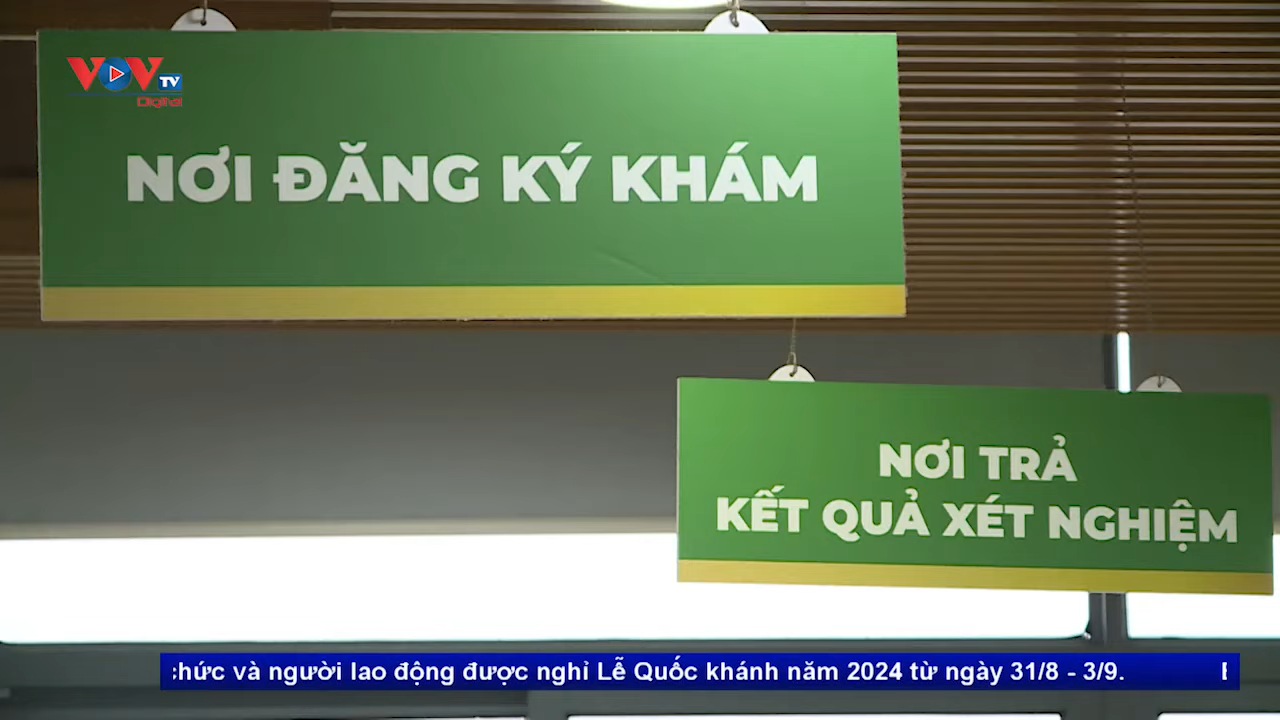 VOV TV
Digital
NƠI ĐĂNG KÝ KHÁM
NƠI TRẢ
KẾT QUẢ XÉT NGHIỆM
chức và người lao động được nghỉ Lễ Quốc khánh năm 2024 từ ngày 31/8 - 3/9.